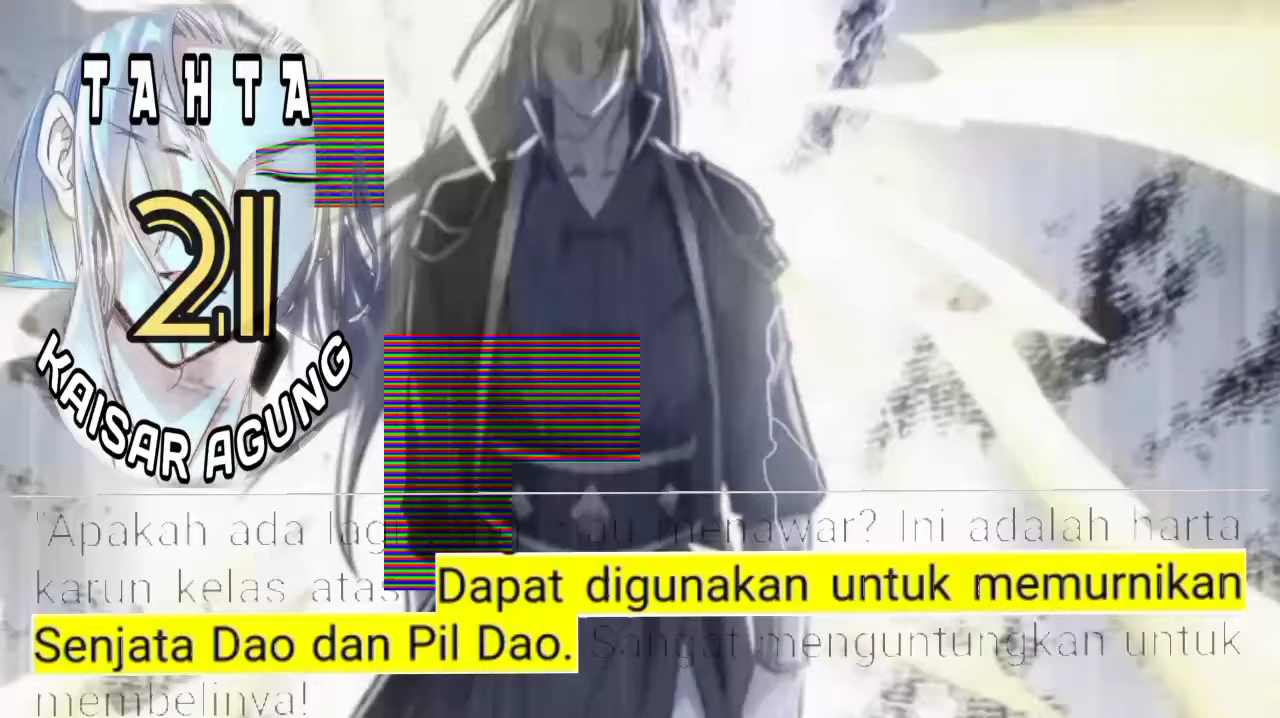 TAHTA
21
KAISAR AGUNG
"Apakah ada lagi mau menawar? Ini adalah harta
karun kelas atas. Dapat digunakan untuk memurnikan
Senjata Dao dan Pil Dao. Sangat menguntungkan untuk
membelinya!